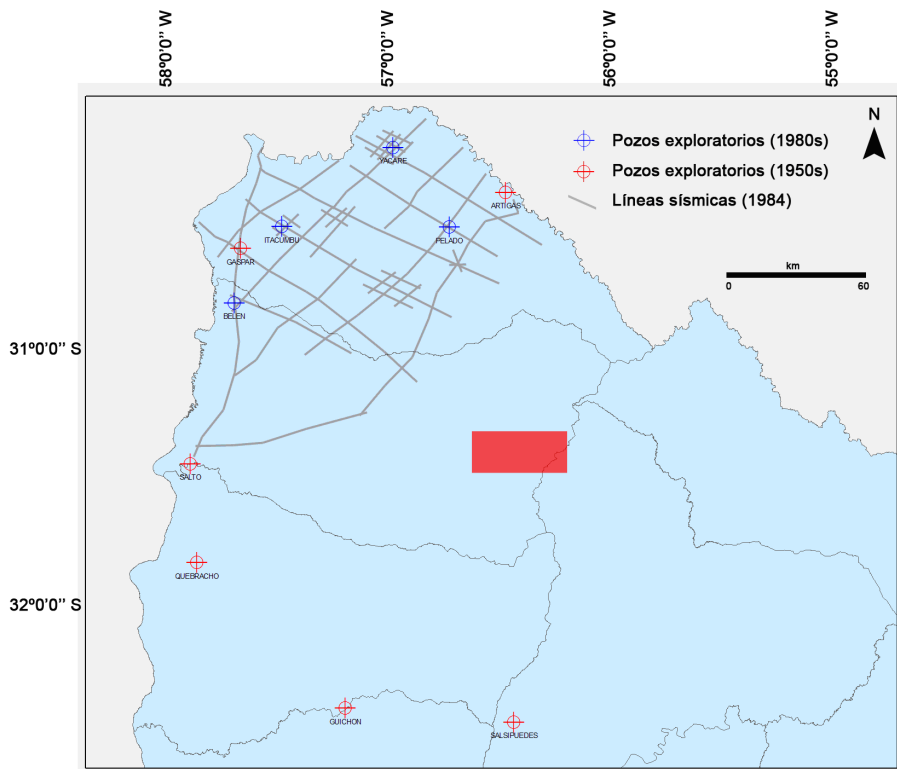 58º0'0'' W
57º0'0'' W
56º0'0'' W
55º0'0'' W
N
Pozos exploratorios (1980s)
Pozos exploratorios (1950s)
Líneas sísmicas (1984)
km
0 60
YACARE
ARTIGAS
ITACUMBU
PELADO
GASPAR
BELEN
31º0'0'' S
SALTO
QUEBRACHO
32º0'0'' S
GUICHON
SALSIPUEDES